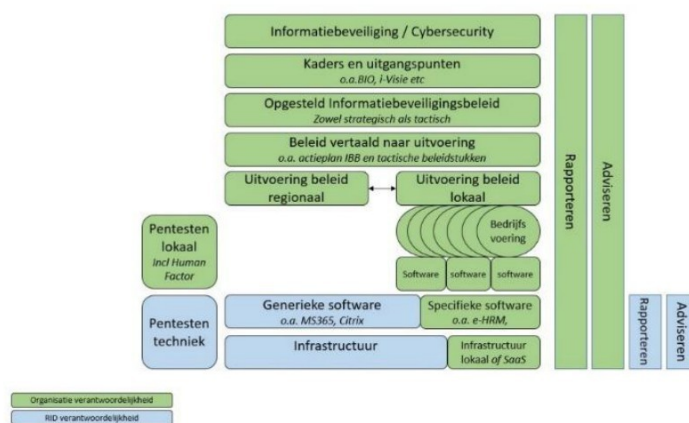 Informatiebeveiliging / Cybersecurity
Kaders en uitgangspunten
o.a.BIO, i-Visie etc
Opgesteld Informatiebeveiligingsbeleid
Zowel strategisch als tactisch
Beleid vertaald naar uitvoering
o.a. actieplan IBB en tactische beleidstukken
Uitvoering beleid
regionaal
Uitvoering beleid
lokaal
Bedrijfs
voering
Pentesten
lokaal
Incl Human
Factor
Software
software
software
Pentesten
techniek
Generieke software
o.a. MS365, Citrix
Specifieke software
o.a. e-HRM,
Infrastructuur
Infrastructuur
lokaal of SaaS
Rapporteren
Adviseren
Rapporteren
Adviseren
Organisatie verantwoordelijkheid
RID verantwoordelijkheid